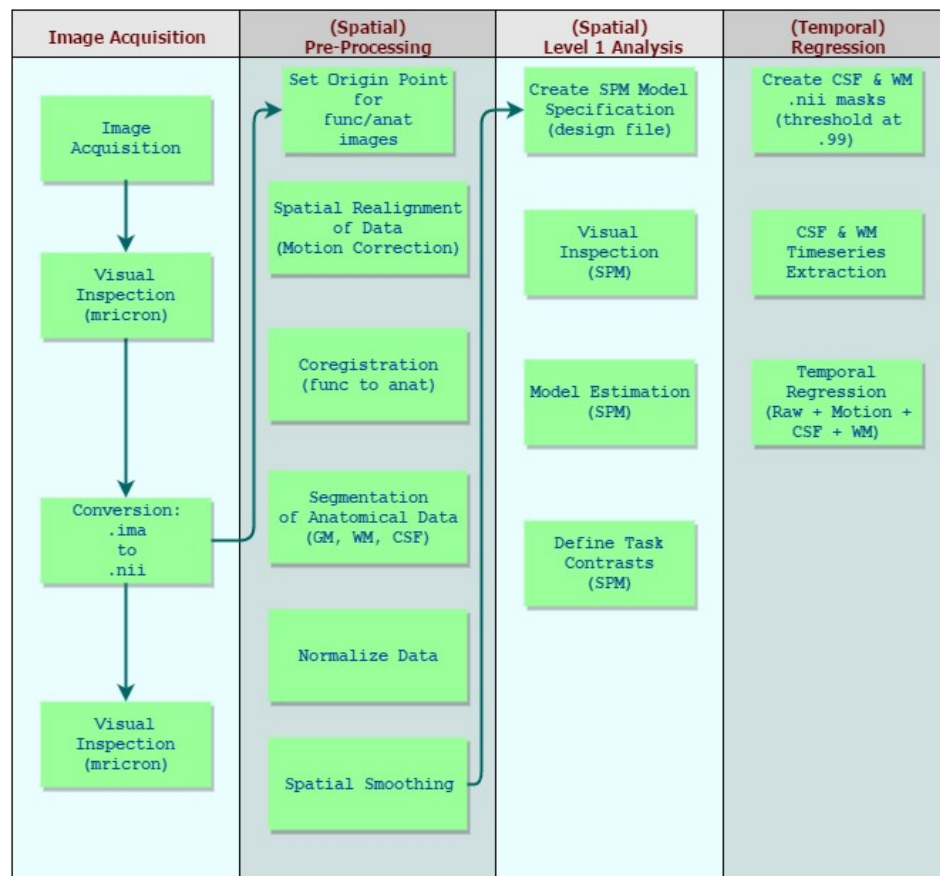 Image Acquisition
Image
Acquisition
Visual
Inspection
(mricron)
Conversion:
.ima
to
.nii
Visual
Inspection
(mricron)
(Spatial)
Pre-Processing
Set Origin Point
for
func/anat
images
Spatial Realignment
of Data
(Motion Correction)
Coregistration
(func to anat)
Segmentation
of Anatomical Data
(GM, WM, CSF)
Normalize Data
Spatial Smoothing
(Spatial)
Level 1 Analysis
Create SPM Model
Specification
(design file)
Visual
Inspection
(SPM)
Model Estimation
(SPM)
Define Task
Contrasts
(SPM)
(Temporal)
Regression
Create CSF & WM
.nii masks
(threshold at
.99)
CSF & WM
Timeseries
Extraction
Temporal
Regression
(Raw + Motion +
CSF + WM)